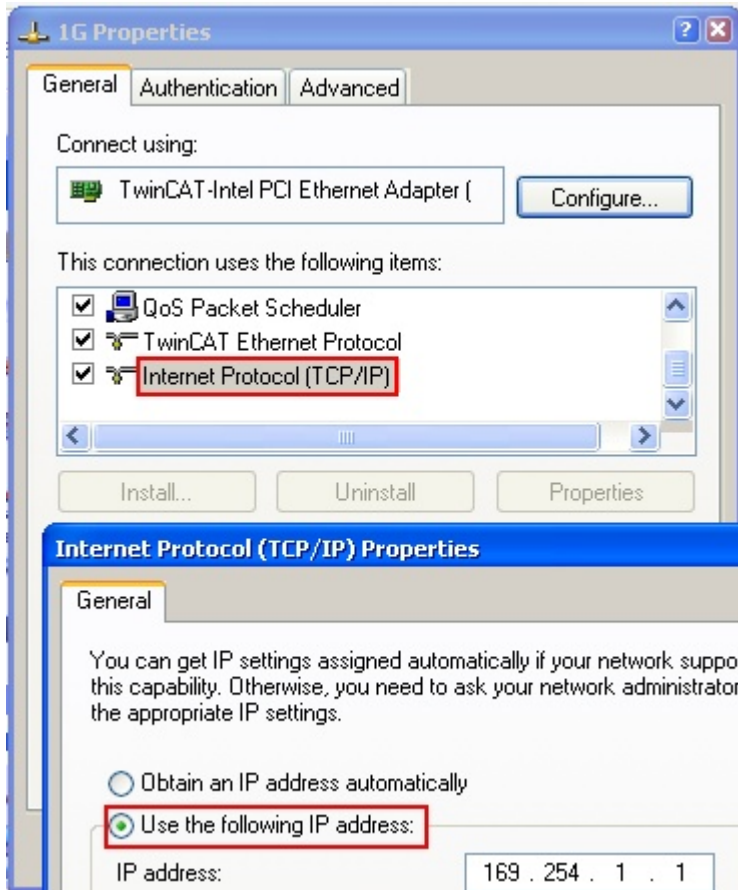 1G Properties
General Authentication Advanced
Connect using:
TwinCAT-Intel PCI Ethernet Adapter (
Configure...
This connection uses the following items:
QoS Packet Scheduler
TwinCAT Ethernet Protocol
Internet Protocol (TCP/IP)
Install... Uninstall Properties
Internet Protocol (TCP/IP) Properties
General
You can get IP settings assigned automatically if your network suppo
this capability. Otherwise, you need to ask your network administrator
the appropriate IP settings.
Obtain an IP address automatically
Use the following IP address:
IP address: 169 . 254 . 1 . 1